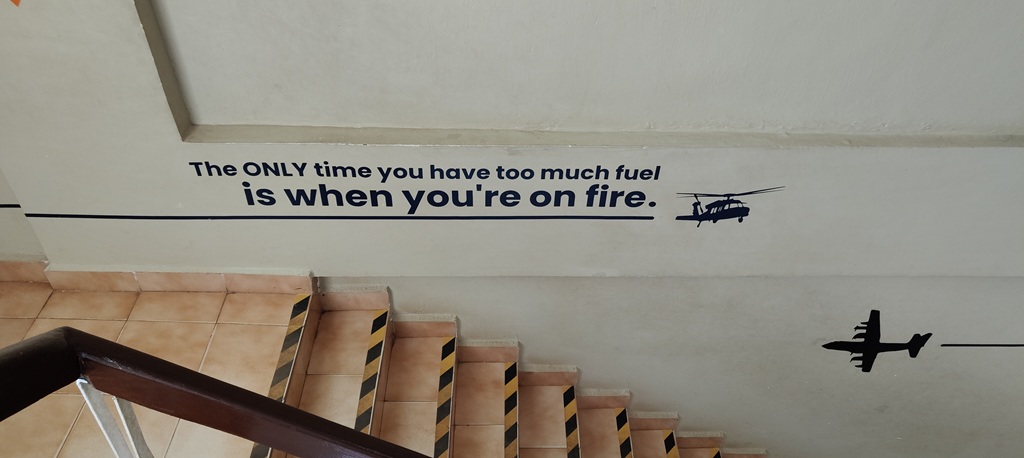 The ONLY time you have too much fuel
is when you're on fire.